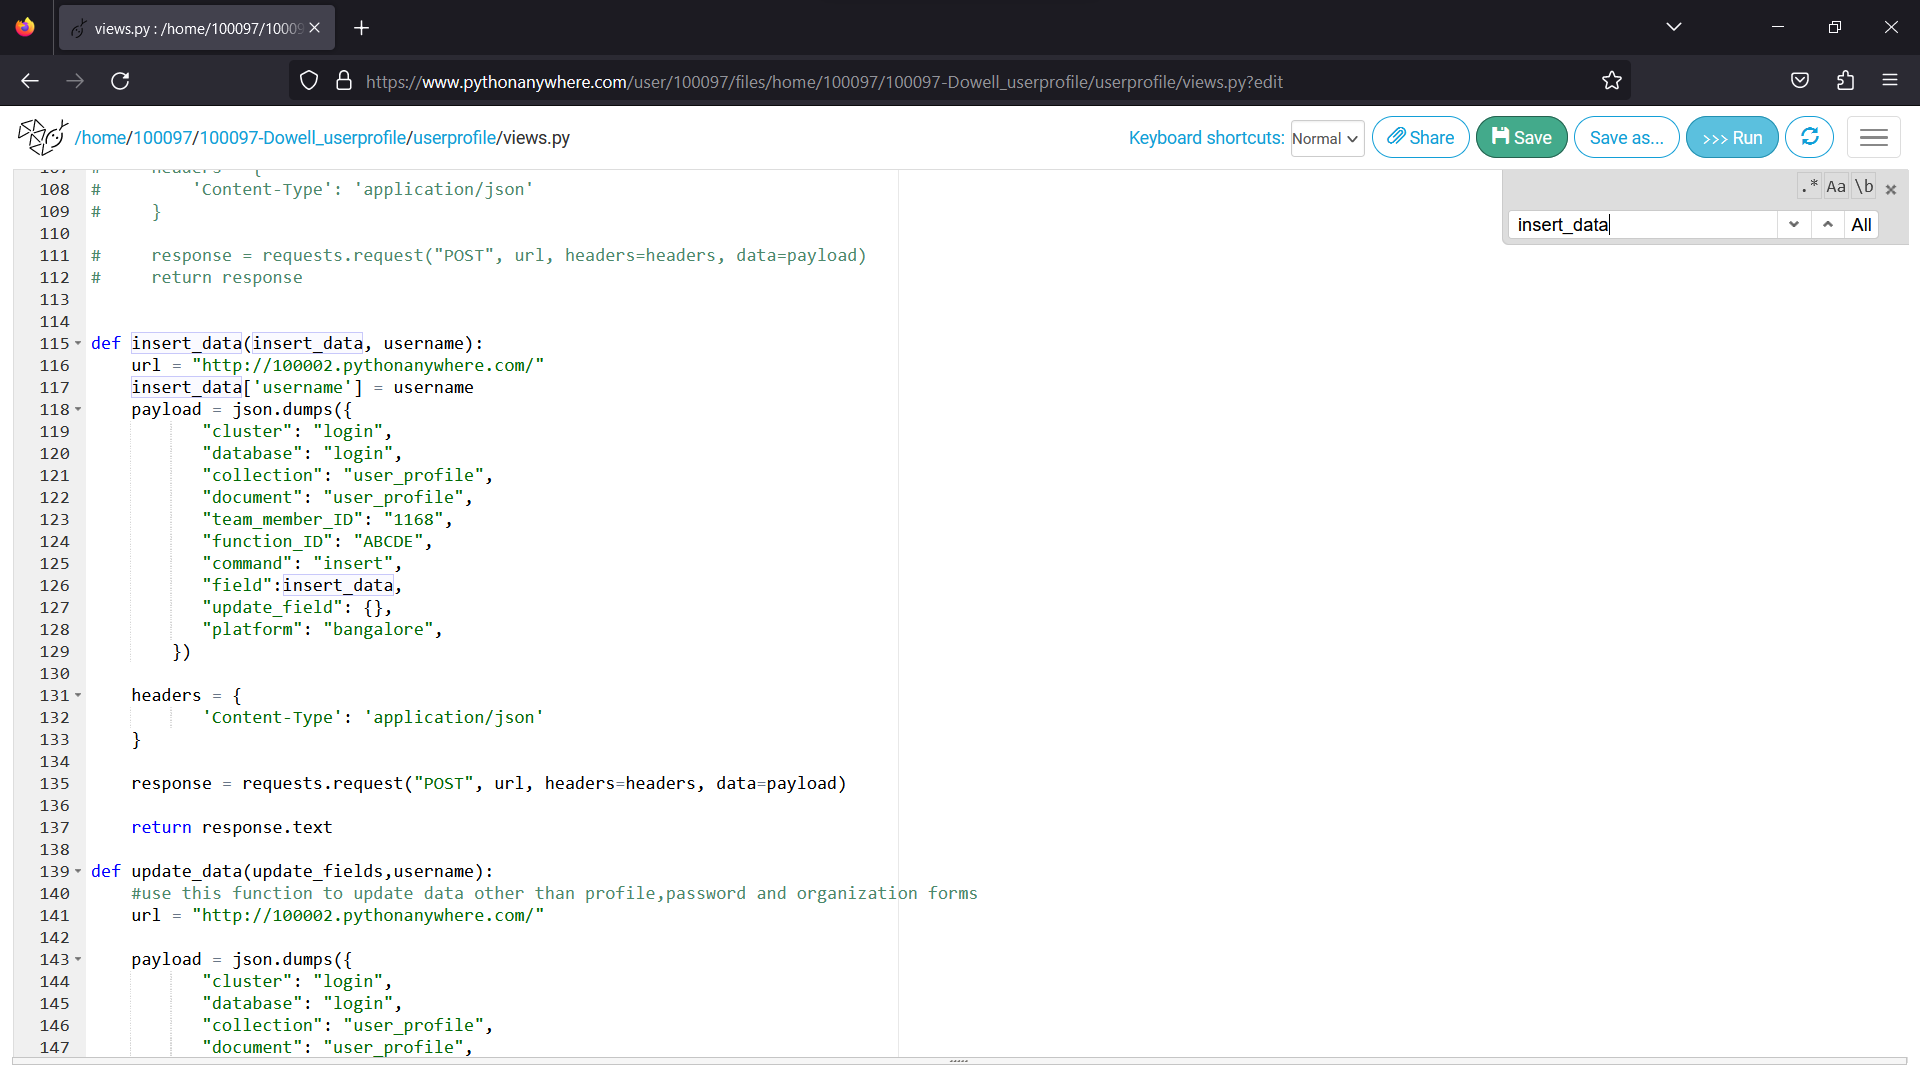 views.py : /home/100097/10009
https://www.pythonanywhere.com/user/100097/files/home/100097/100097-Dowell_userprofile/userprofile/views.py?edit
/home/100097/100097-Dowell_userprofile/userprofile/views.py
Keyboard shortcuts: Normal Share Save Save as... >>> Run
.* Aa \b ×
insert_data All
107 # headers = {
108 # 'Content-Type': 'application/json'
109 # }
110
111 # response = requests.request("POST", url, headers=headers, data=payload)
112 # return response
113
114
115 def insert_data(insert_data, username):
116 url = "http://100002.pythonanywhere.com/"
117 insert_data['username'] = username
118 payload = json.dumps({
119 "cluster": "login",
120 "database": "login",
121 "collection": "user_profile",
122 "document": "user_profile",
123 "team_member_ID": "1168",
124 "function_ID": "ABCDE",
125 "command": "insert",
126 "field":insert_data,
127 "update_field": {},
128 "platform": "bangalore",
129 })
130
131 headers = {
132 'Content-Type': 'application/json'
133 }
134
135 response = requests.request("POST", url, headers=headers, data=payload)
136
137 return response.text
138
139 def update_data(update_fields,username):
140 #use this function to update data other than profile,password and organization forms
141 url = "http://100002.pythonanywhere.com/"
142
143 payload = json.dumps({
144 "cluster": "login",
145 "database": "login",
146 "collection": "user_profile",
147 "document": "user_profile",